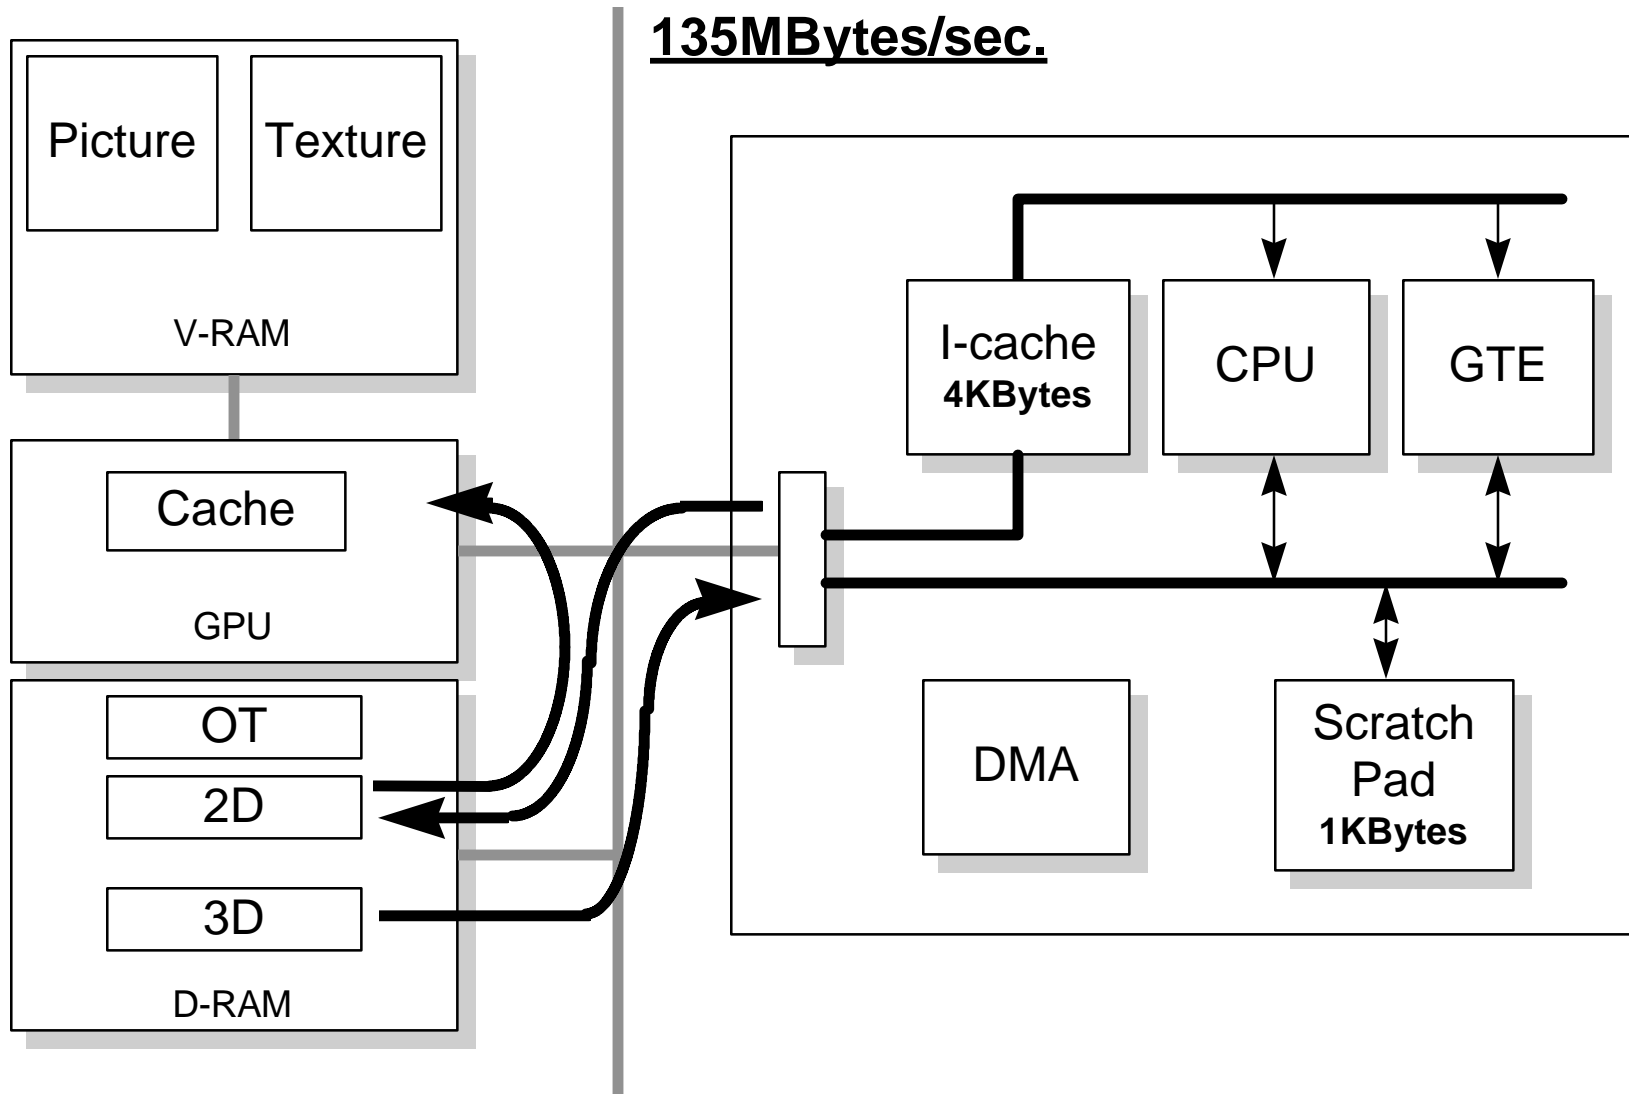 135MBytes/sec.
Picture
Texture
V-RAM
Cache
GPU
OT
2D
3D
D-RAM
I-cache
4KBytes
CPU
GTE
DMA
Scratch
Pad
1KBytes